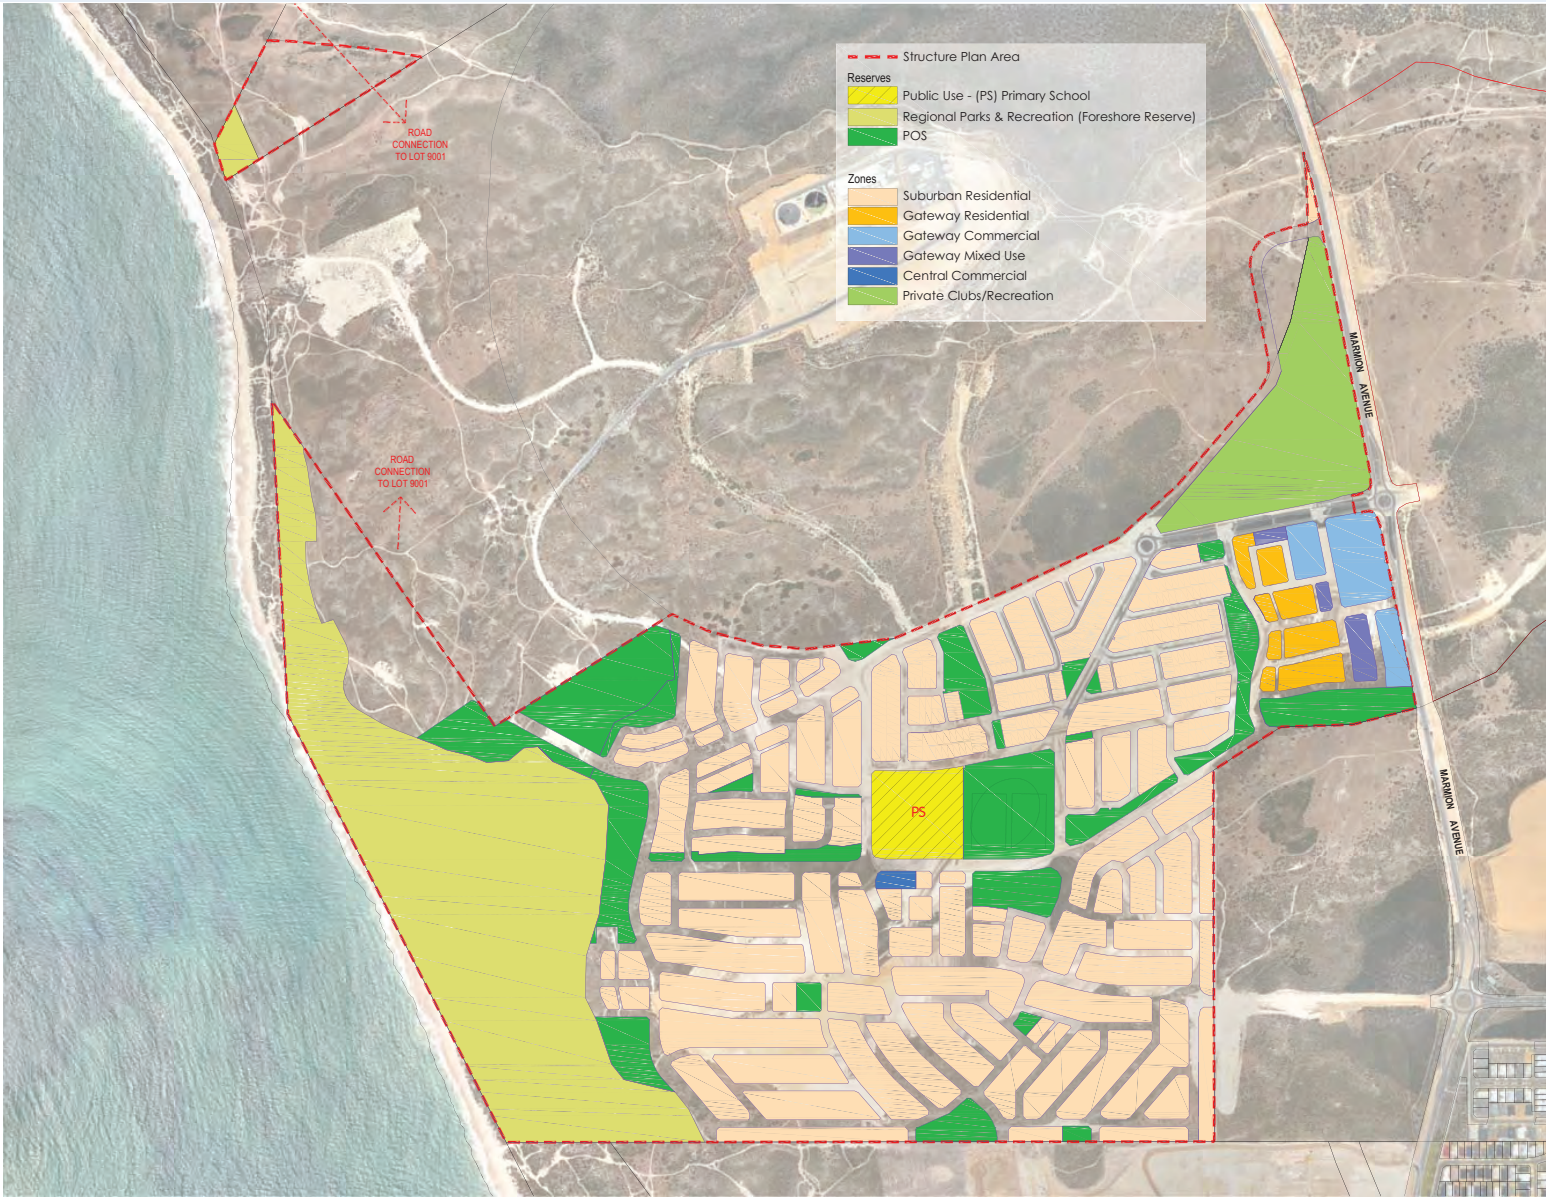 Structure Plan Area
Reserves
Public Use - (PS) Primary School
Regional Parks & Recreation (Foreshore Reserve)
POS
Zones
Suburban Residential
Gateway Residential
Gateway Commercial
Gateway Mixed Use
Central Commercial
Private Clubs/Recreation
ROAD
CONNECTION
TO LOT 9001
ROAD
CONNECTION
TO LOT 9001
MARMION AVENUE
MARMION AVENUE
PS